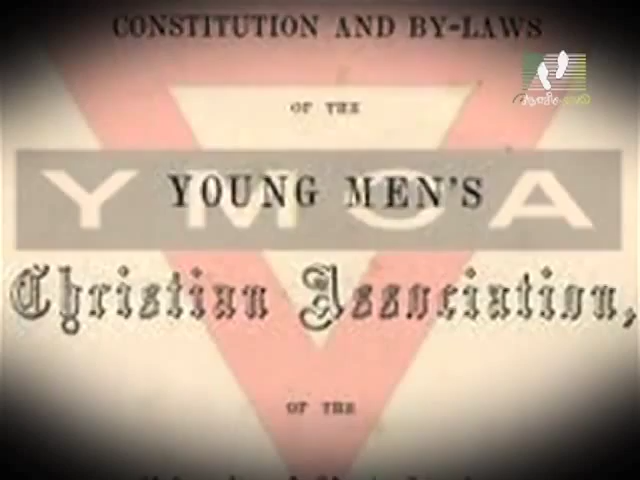 CONSTITUTION AND BY-LAWS
OF THE
YMCA
YOUNG MEN'S
Christian Association,
OF THE